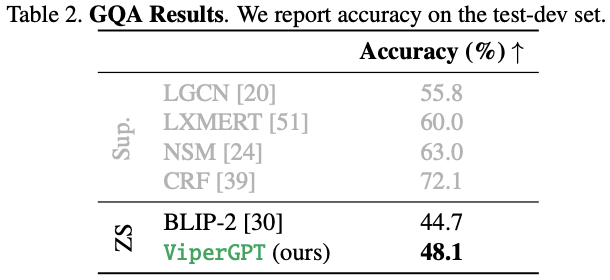 Table 2. GQA Results. We report accuracy on the test-dev set.
Accuracy (%) ↑
Sup.
LGCN [20] 55.8
LXMERT [51] 60.0
NSM [24] 63.0
CRF [39] 72.1
ZS
BLIP-2 [30] 44.7
ViperGPT (ours) 48.1